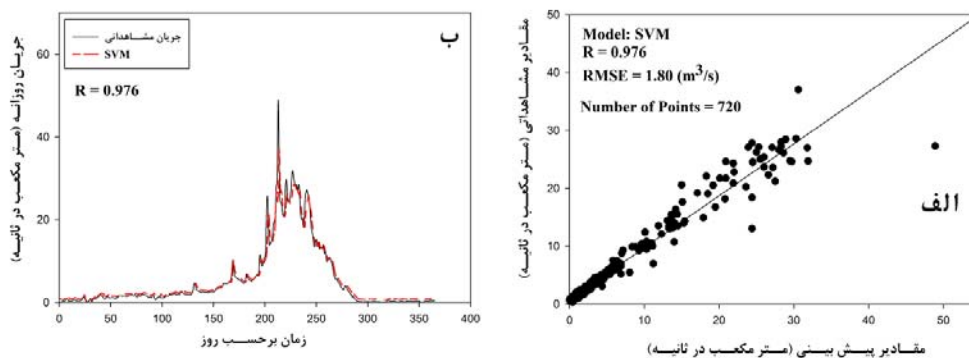 ب
جریان مشاهداتی
SVM
R = 0.976
جریان روزانه (متر مکعب در ثانیه)
60
40
20
0
0 50 100 150 200 250 300 350 400
زمان برحسب روز
Model: SVM
R = 0.976
RMSE = 1.80 (m³/s)
Number of Points = 720
الف
مقادیر مشاهداتی (متر مکعب در ثانیه)
50
40
30
20
10
0
0 10 20 30 40 50
مقادیر پیش بینی (متر مکعب در ثانیه)